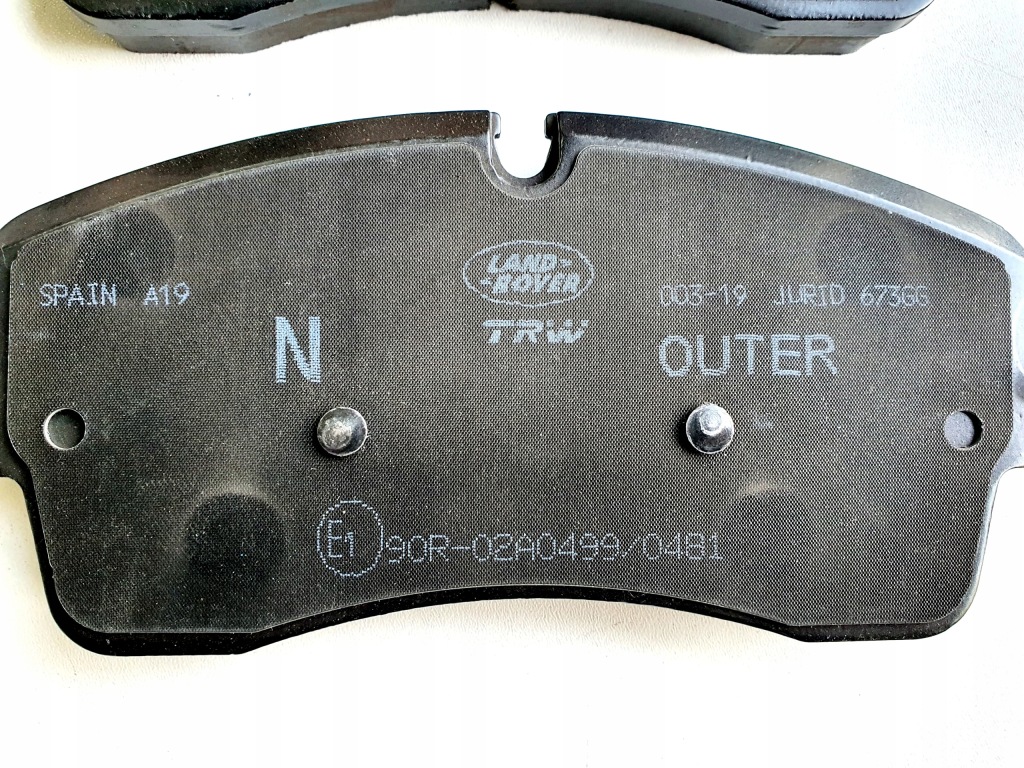 LAND-
-ROVER
SPAIN A19
003-19 JURID 673GG
TRW
N
OUTER
E1 90R-02A0499/0481